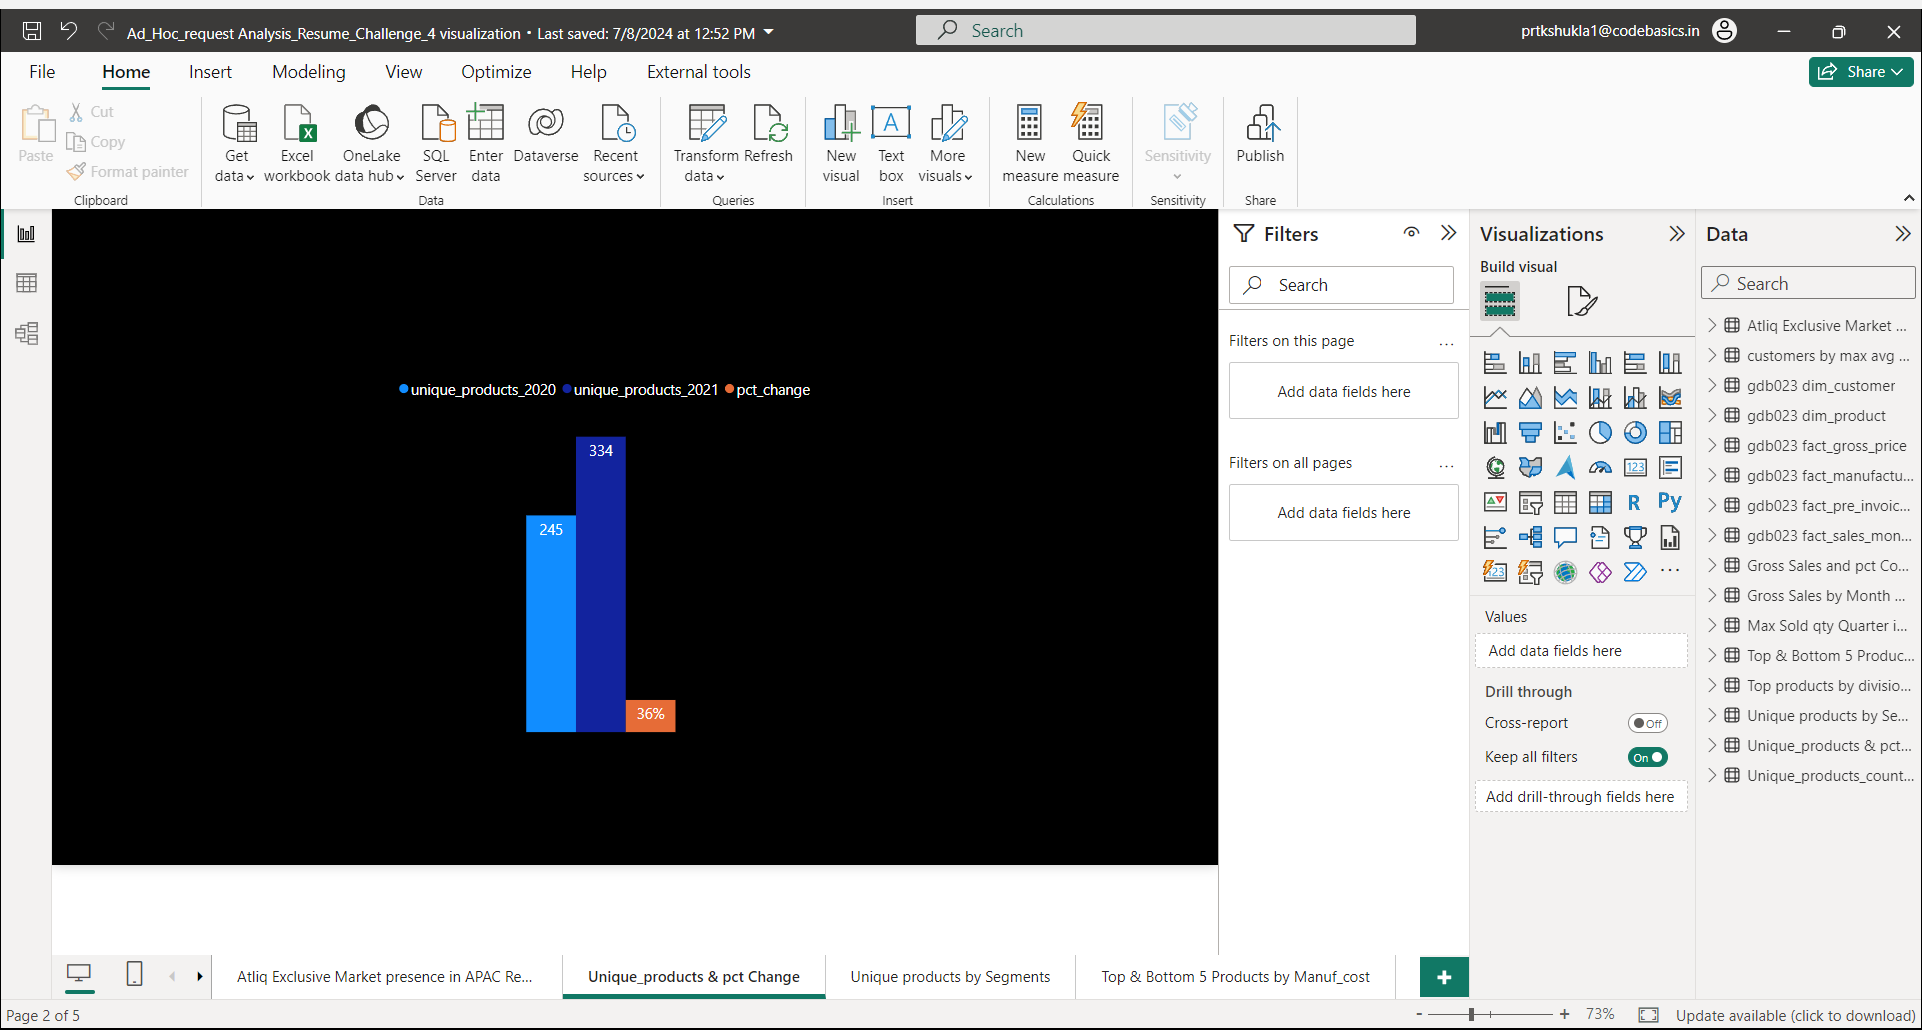 Ad_Hoc_request Analysis_Resume_Challenge_4 visualization • Last saved: 7/8/2024 at 12:52 PM
Search
prtkshukla1@codebasics.in
File Home Insert Modeling View Optimize Help External tools
Share
Paste
Cut
Copy
Format painter
Clipboard
Get data
Excel workbook
OneLake data hub
SQL Server
Enter data
Dataverse
Recent sources
Data
Transform data
Refresh
Queries
New visual
Text box
More visuals
Insert
New measure
Quick measure
Calculations
Sensitivity
Sensitivity
Publish
Share
unique_products_2020 unique_products_2021 pct_change
334
245
36%
Filters
Search
Filters on this page ...
Add data fields here
Filters on all pages ...
Add data fields here
Visualizations
Build visual
123
R
Py
123
...
Values
Add data fields here
Drill through
Cross-report
Off
Keep all filters
On
Add drill-through fields here
Data
Search
Atliq Exclusive Market ...
customers by max avg ...
gdb023 dim_customer
gdb023 dim_product
gdb023 fact_gross_price
gdb023 fact_manufactu...
gdb023 fact_pre_invoic...
gdb023 fact_sales_mon...
Gross Sales and pct Co...
Gross Sales by Month ...
Max Sold qty Quarter i...
Top & Bottom 5 Produc...
Top products by divisio...
Unique products by Se...
Unique_products & pct...
Unique_products_count...
Atliq Exclusive Market presence in APAC Re...
Unique_products & pct Change
Unique products by Segments
Top & Bottom 5 Products by Manuf_cost
+
Page 2 of 5
- + 73%
Update available (click to download)